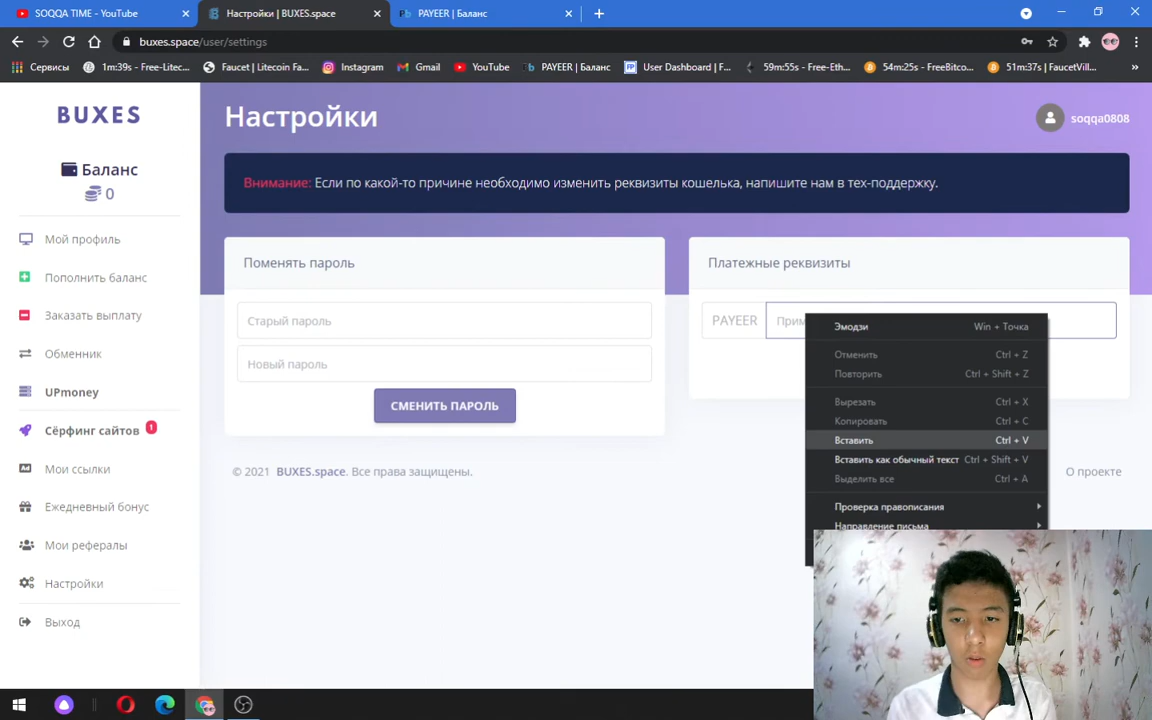 SOQQA TIME - YouTube
Настройки | BUXES.space
PAYEER | Баланс
buxes.space/user/settings
Сервисы
1m:39s - Free-Litec...
Faucet | Litecoin Fa...
Instagram
Gmail
YouTube
PAYEER | Баланс
User Dashboard | F...
59m:55s - Free-Eth...
54m:25s - FreeBitco...
51m:37s | FaucetVill...
»
BUXES
Баланс
0
Мой профиль
Пополнить баланс
Заказать выплату
Обменник
UPmoney
Сёрфинг сайтов 1
Мои ссылки
Ежедневный бонус
Мои рефералы
Настройки
Выход
Настройки
soqqa0808
Внимание: Если по какой-то причине необходимо изменить реквизиты кошелька, напишите нам в тех-поддержку.
Поменять пароль
Старый пароль
Новый пароль
СМЕНИТЬ ПАРОЛЬ
Платежные реквизиты
PAYEER
Прим
Эмодзи Win + Точка
Отменить Ctrl + Z
Повторить Ctrl + Shift + Z
Вырезать Ctrl + X
Копировать Ctrl + C
Вставить Ctrl + V
Вставить как обычный текст Ctrl + Shift + V
Выделить все Ctrl + A
Проверка правописания
Направление письма
© 2021 BUXES.space. Все права защищены.
О проекте